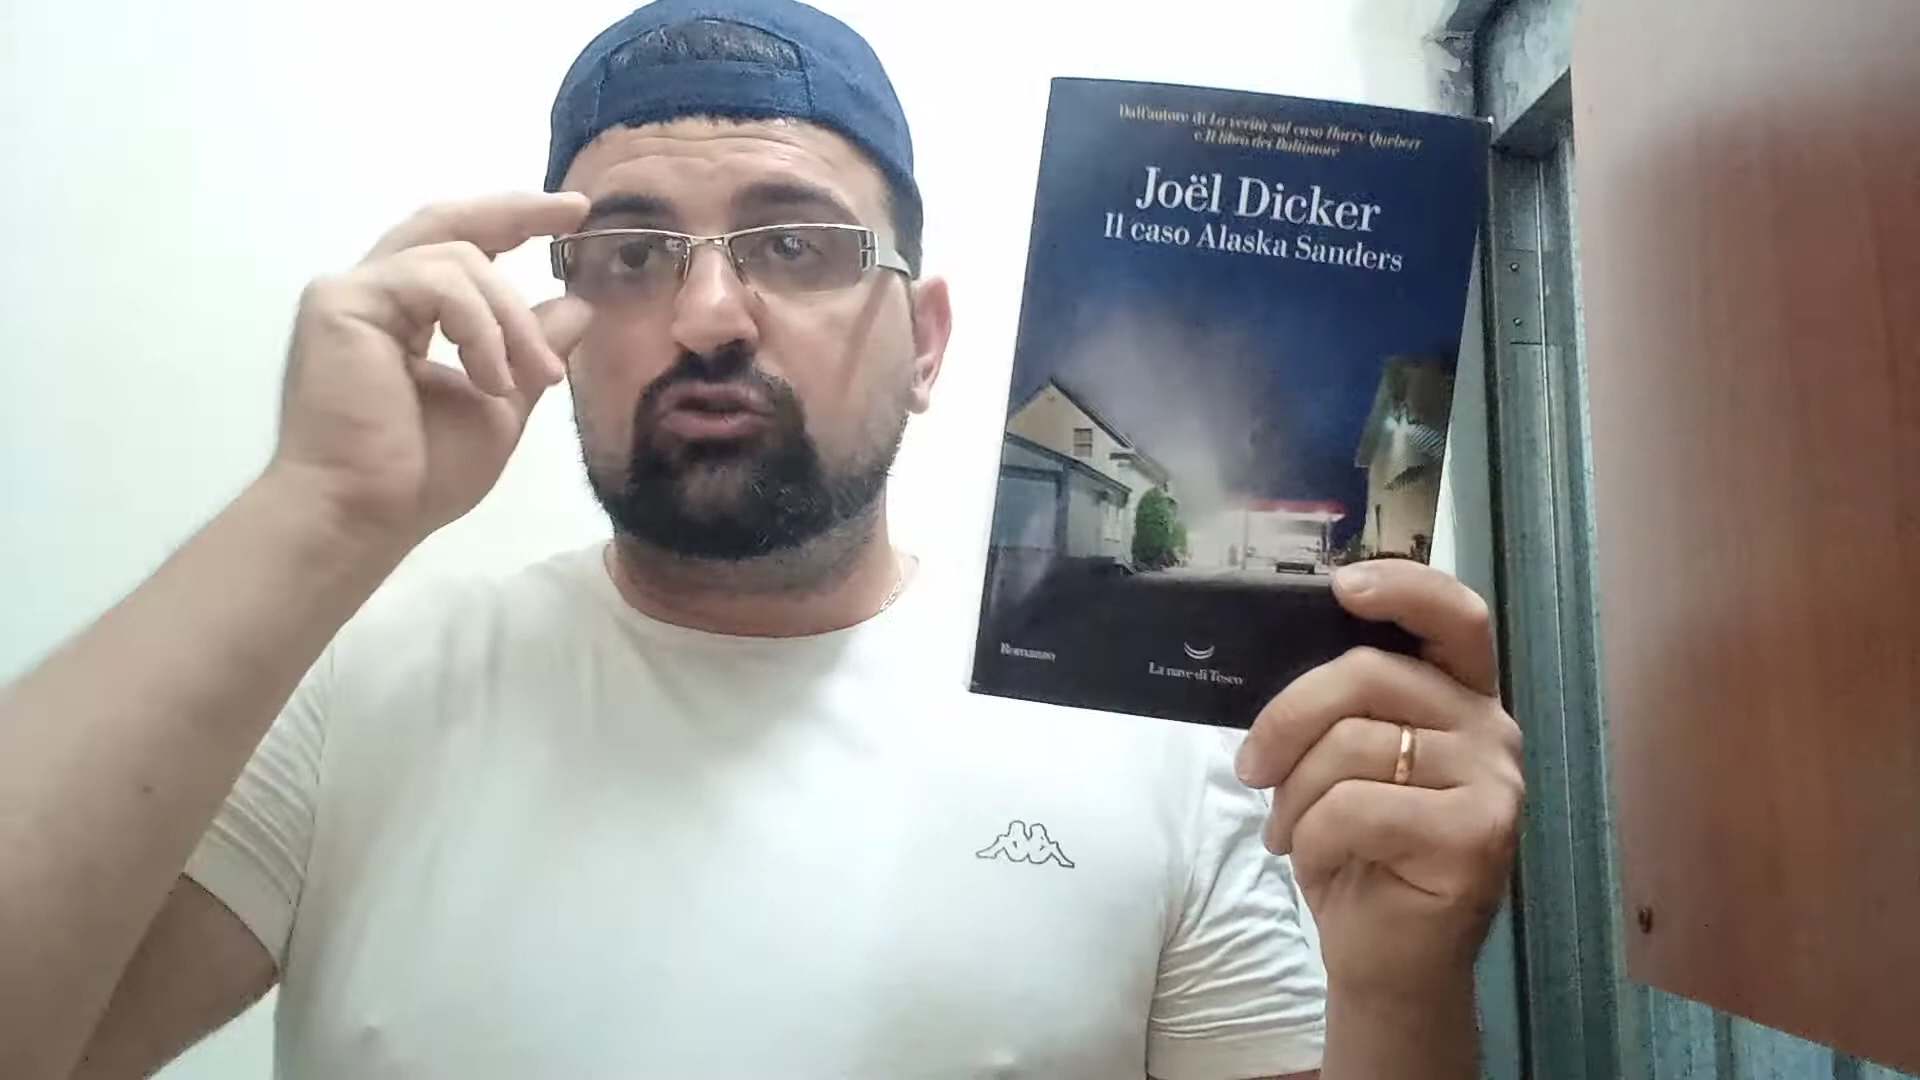 Dall'autore di La verità sul caso Harry Quebert
e Il libro dei Baltimore
Joël Dicker
Il caso Alaska Sanders
Romanzo
La nave di Teseo